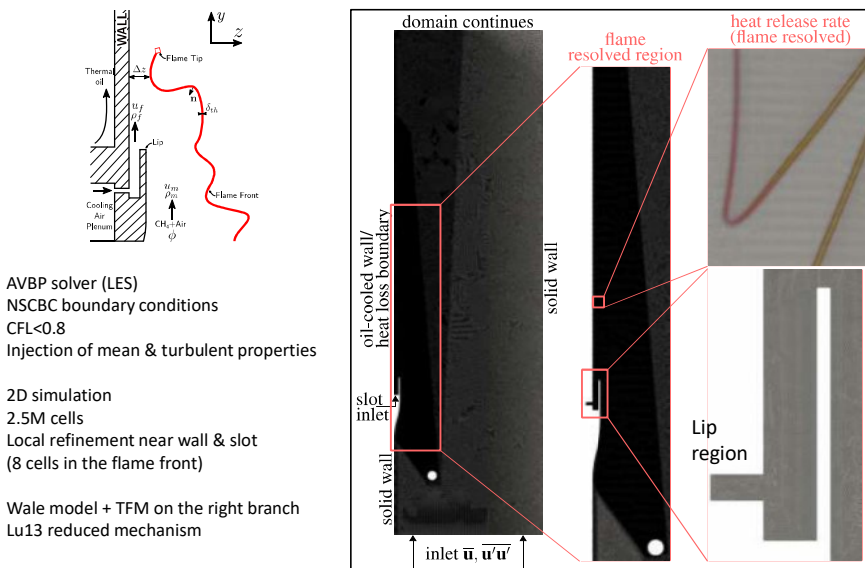 WALL
y
z
Flame Tip
Thermal
oil
Δz
n
δth
uf
ρf
Lip
um
ρm
Flame Front
Cooling
Air
Plenum
CH4+Air
ϕ
AVBP solver (LES)
NSCBC boundary conditions
CFL<0.8
Injection of mean & turbulent properties
2D simulation
2.5M cells
Local refinement near wall & slot
(8 cells in the flame front)
Wale model + TFM on the right branch
Lu13 reduced mechanism
domain continues
oil-cooled wall/
heat loss boundary
slot
inlet
solid wall
solid wall
inlet u̅, u'u'̅
flame
resolved region
heat release rate
(flame resolved)
Lip
region